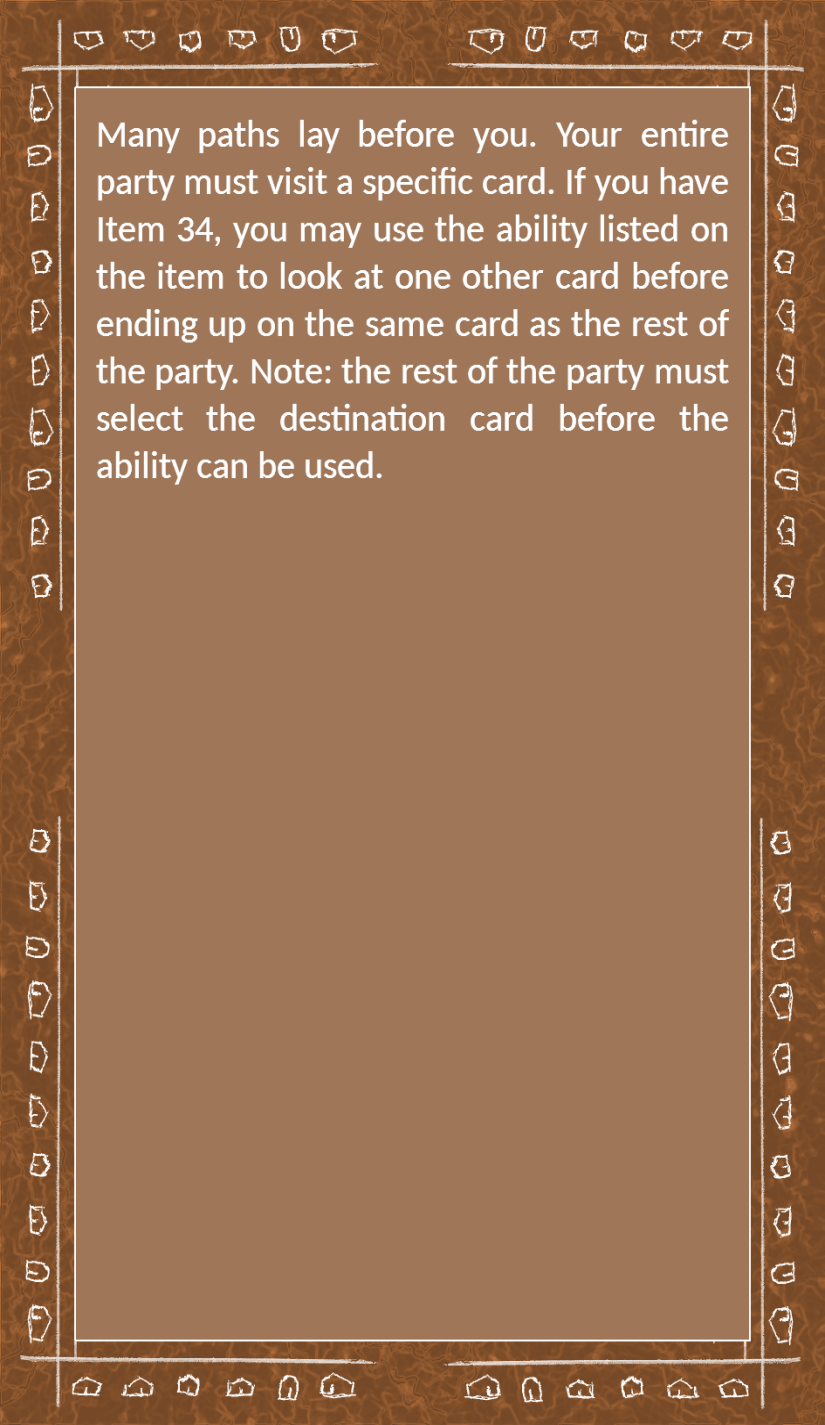 Many paths lay before you. Your entire
party must visit a specific card. If you have
Item 34, you may use the ability listed on
the item to look at one other card before
ending up on the same card as the rest of
the party. Note: the rest of the party must
select the destination card before the
ability can be used.